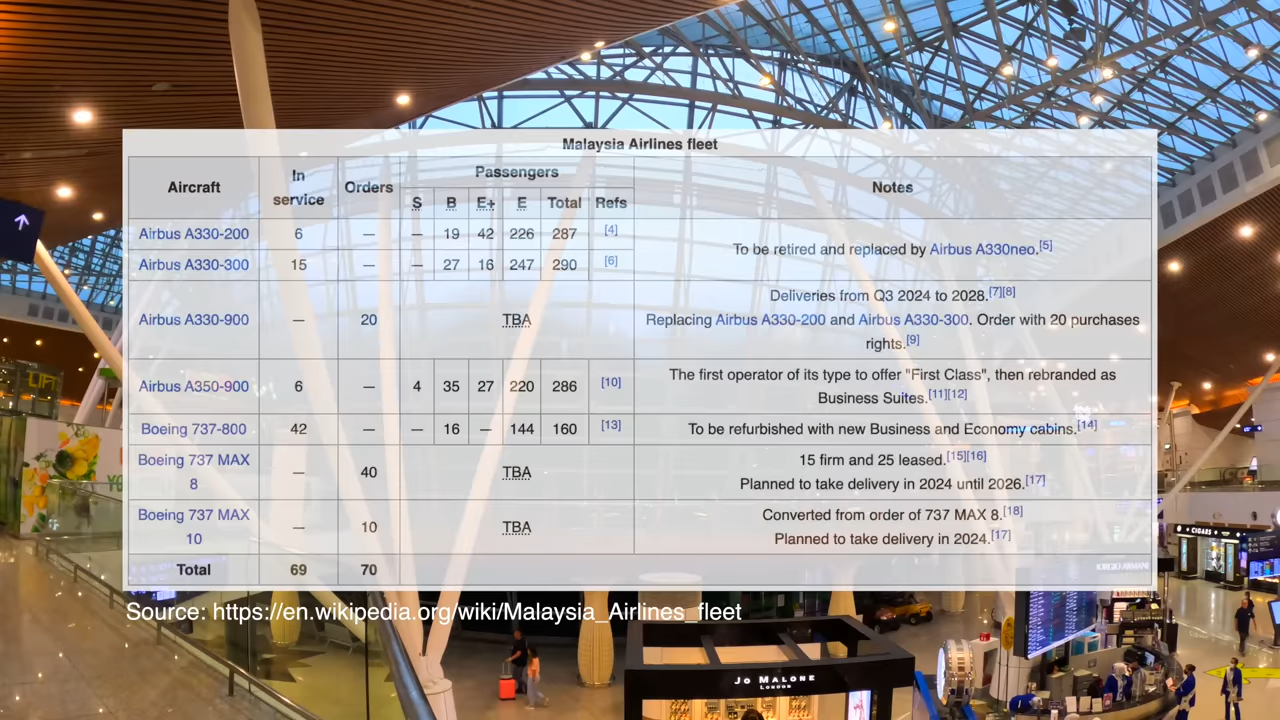 Malaysia Airlines fleet
Aircraft In service Orders Passengers Notes
S B E+ E Total Refs
Airbus A330-200 6 — — 19 42 226 287 [4] To be retired and replaced by Airbus A330neo.[5]
Airbus A330-300 15 — — 27 16 247 290 [6]
Airbus A330-900 — 20 TBA Deliveries from Q3 2024 to 2028.[7][8]
Replacing Airbus A330-200 and Airbus A330-300. Order with 20 purchases
rights.[9]
Airbus A350-900 6 — 4 35 27 220 286 [10] The first operator of its type to offer "First Class", then rebranded as
Business Suites.[11][12]
Boeing 737-800 42 — — 16 — 144 160 [13] To be refurbished with new Business and Economy cabins.[14]
Boeing 737 MAX 8 — 40 TBA 15 firm and 25 leased.[15][16]
Planned to take delivery in 2024 until 2026.[17]
Boeing 737 MAX 10 — 10 TBA Converted from order of 737 MAX 8.[18]
Planned to take delivery in 2024.[17]
Total 69 70
Source: https://en.wikipedia.org/wiki/Malaysia_Airlines_fleet
LIFT
CIGARS
GIORGIO ARMANI
JO MALONE
LONDON